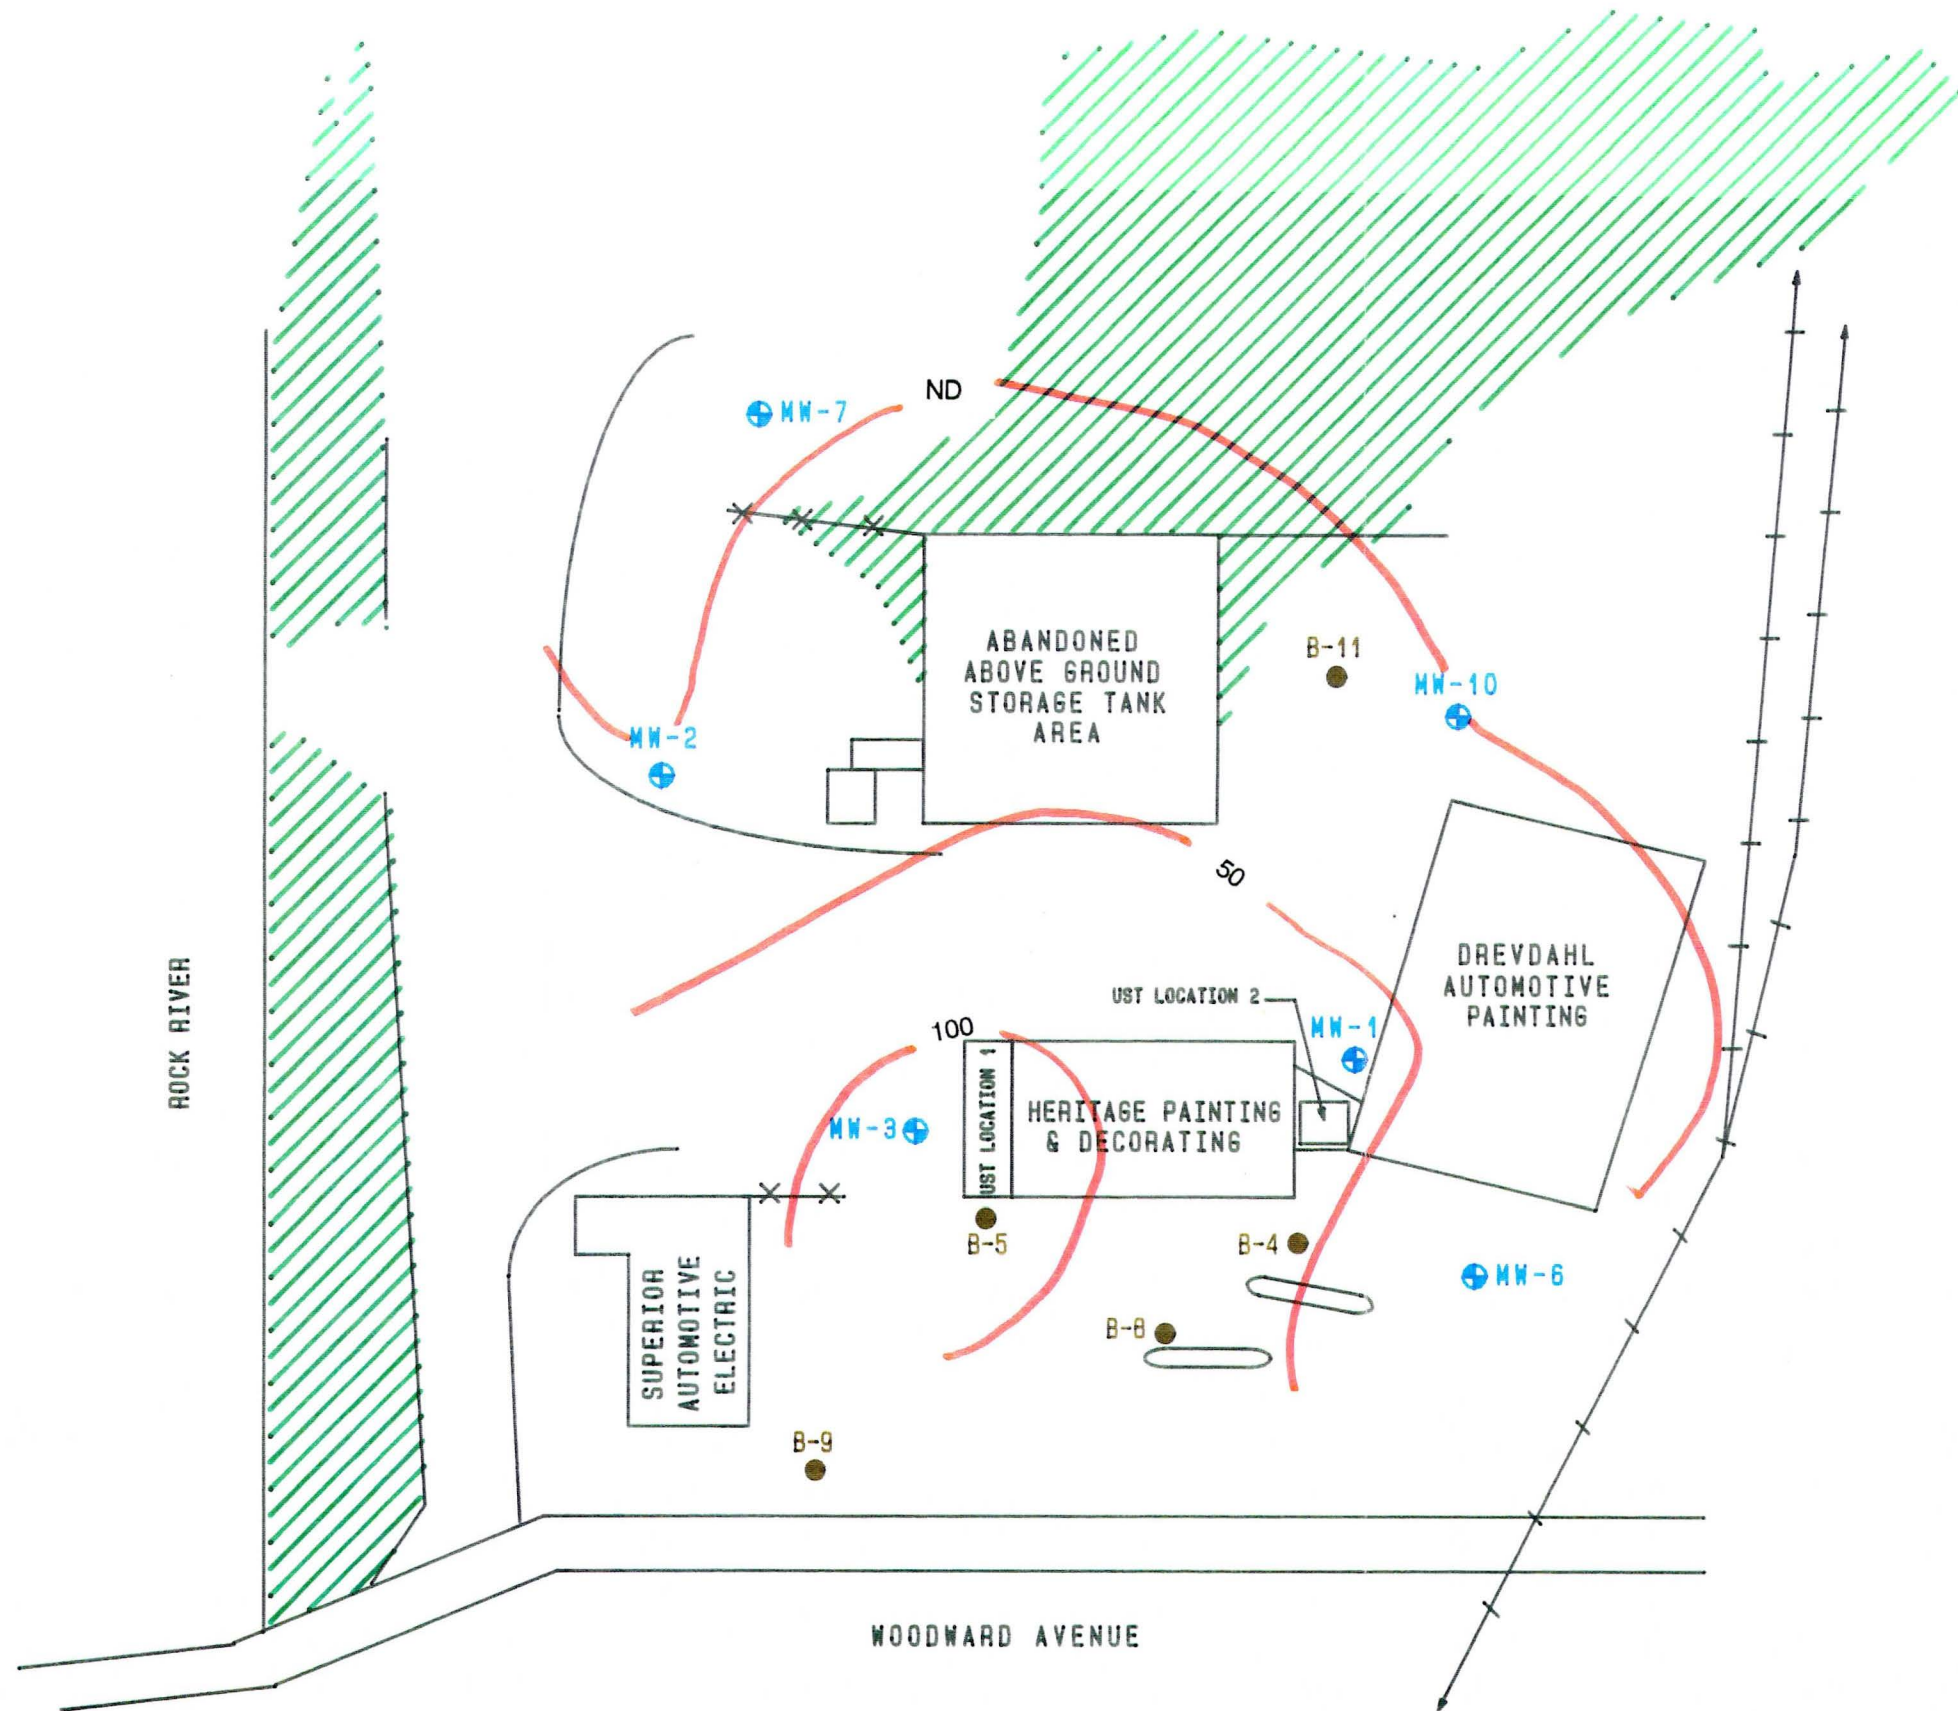 ND
MW-7
B-11
ABANDONED
ABOVE GROUND
STORAGE TANK
AREA
MW-10
MW-2
50
DREVDAHL
AUTOMOTIVE
PAINTING
UST LOCATION 2
MW-1
100
ROCK RIVER
UST LOCATION 1
HERITAGE PAINTING
& DECORATING
MW-3
B-5
B-4
MW-6
SUPERIOR
AUTOMOTIVE
ELECTRIC
B-8
B-9
WOODWARD AVENUE